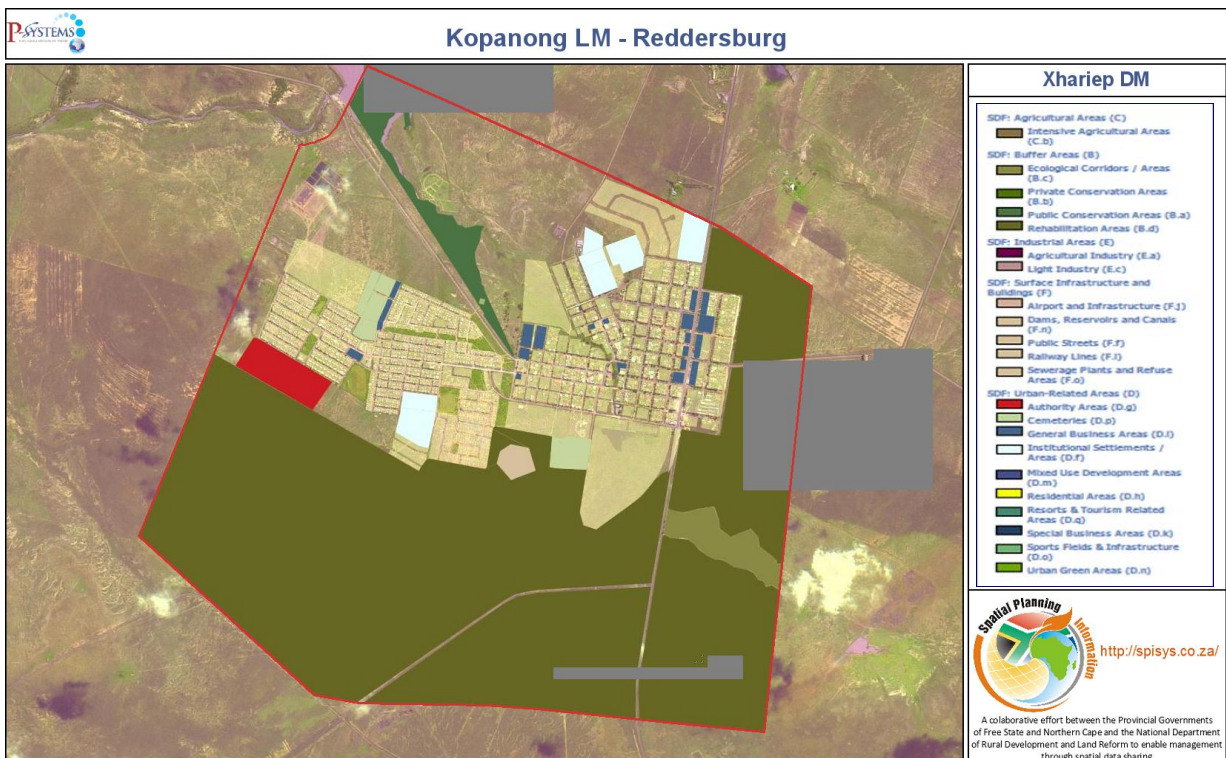 P-SYSTEMS
Kopanong LM - Reddersburg
Xhariep DM
SDF: Agricultural Areas (C)
Intensive Agricultural Areas
(C.b)
SDF: Buffer Areas (B)
Ecological Corridors / Areas
(B.c)
Private Conservation Areas
(B.b)
Public Conservation Areas (B.a)
Rehabilitation Areas (B.d)
SDF: Industrial Areas (E)
Agricultural Industry (E.a)
Light Industry (E.c)
SDF: Surface Infrastructure and
Buildings (F)
Airport and Infrastructure (F.j)
Dams, Reservoirs and Canals
(F.n)
Public Streets (F.f)
Railway Lines (F.i)
Sewerage Plants and Refuse
Areas (F.o)
SDF: Urban-Related Areas (D)
Authority Areas (D.g)
Cemeteries (D.p)
General Business Areas (D.l)
Institutional Settlements /
Areas (D.f)
Mixed Use Development Areas
(D.m)
Residential Areas (D.h)
Resorts & Tourism Related
Areas (D.q)
Special Business Areas (D.k)
Sports Fields & Infrastructure
(D.o)
Urban Green Areas (D.n)
Spatial Planning
Information
http://spisys.co.za/
A colaborative effort between the Provincial Governments
of Free State and Northern Cape and the National Department
of Rural Development and Land Reform to enable management
through spatial data sharing